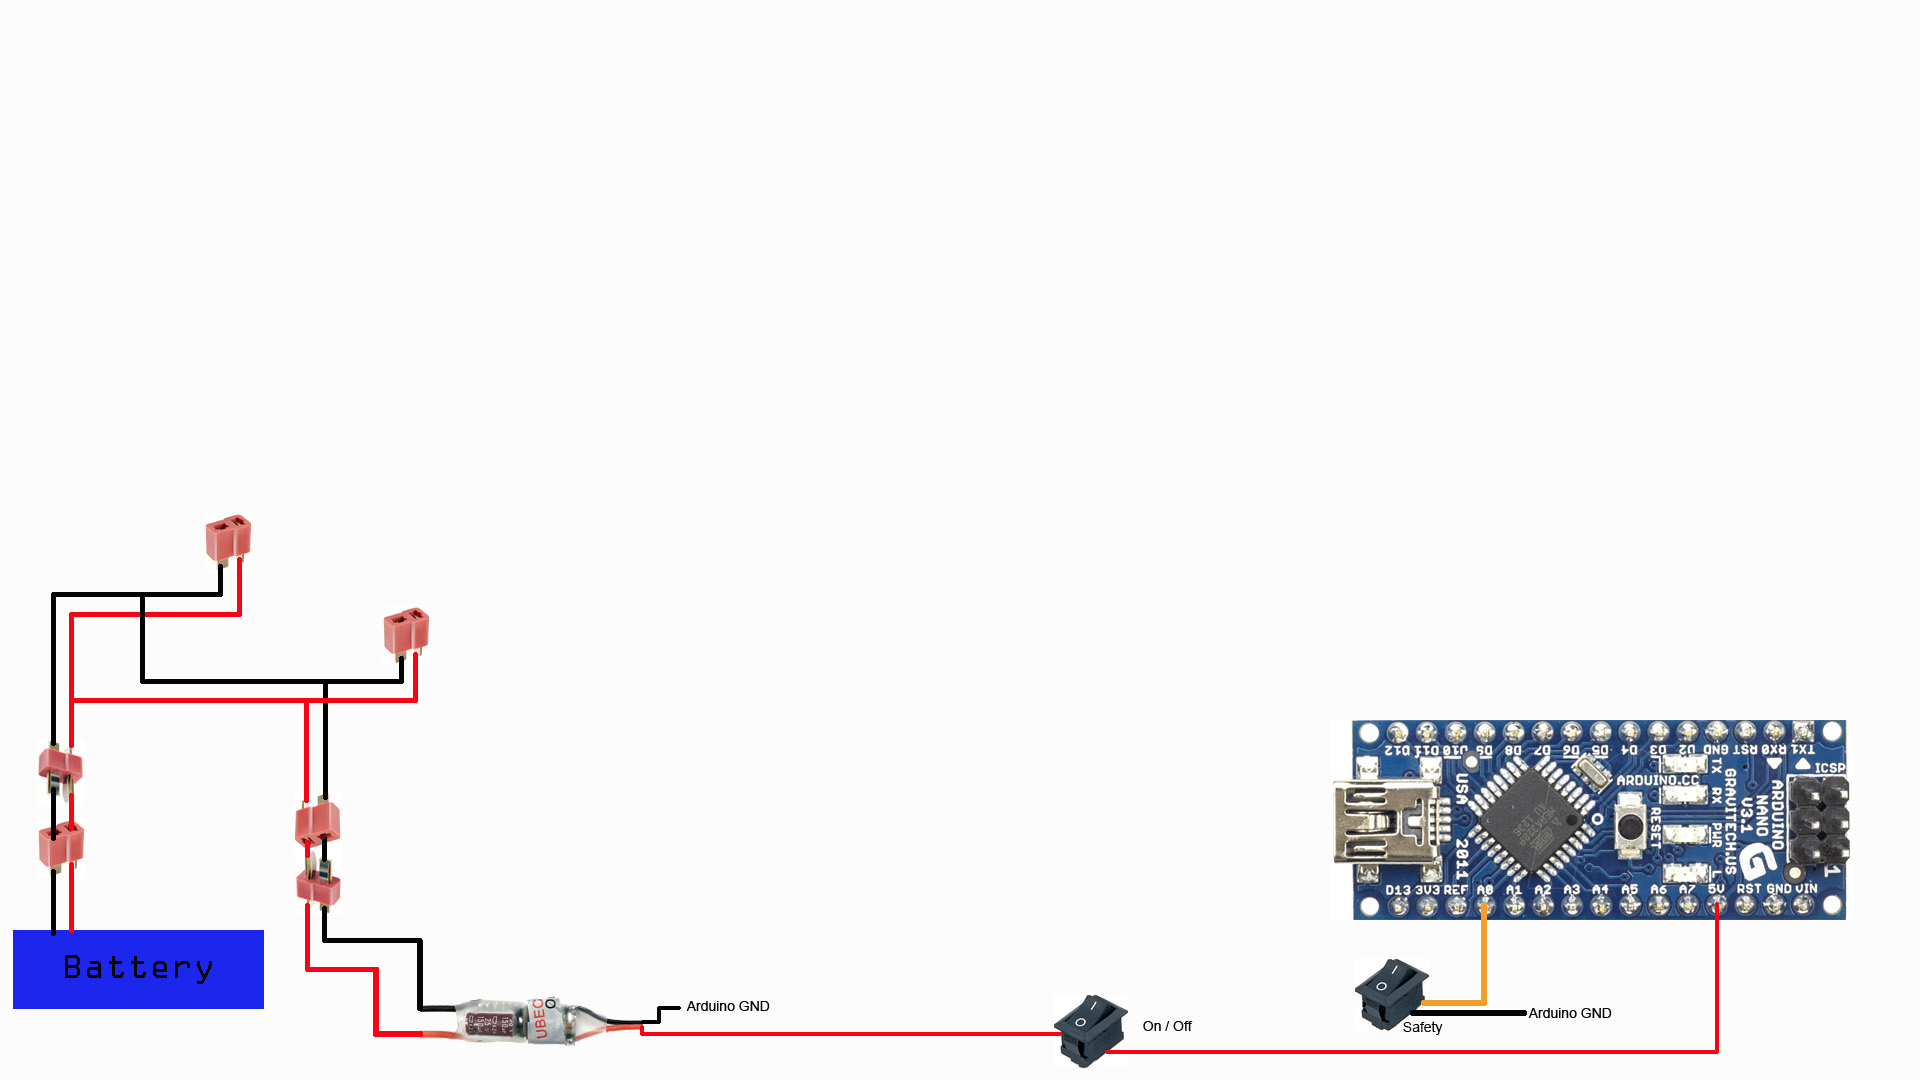 D12 D11 D10 D9 D8 D7 D6 D5 D4 D3 D2 GND RST RX0 TX1
TX
RX
PWR
L
ICSP
1
ARDUINO.CC
GRAVITECH.US
ARDUINO
NANO
V3.1
USA
2011
RESET
G
D13 3V3 REF A0 A1 A2 A3 A4 A5 A6 A7 5V RST GND VIN
Battery
UBEC
Arduino GND
On / Off
Safety
Arduino GND